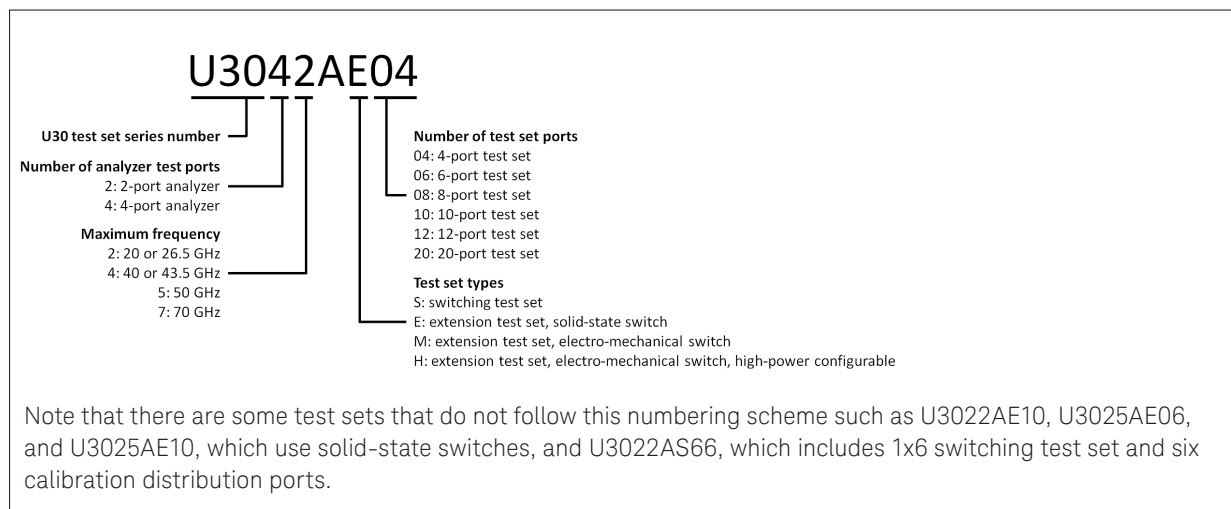 U3042AE04
U30 test set series number
Number of analyzer test ports
2: 2-port analyzer
4: 4-port analyzer
Maximum frequency
2: 20 or 26.5 GHz
4: 40 or 43.5 GHz
5: 50 GHz
7: 70 GHz
Number of test set ports
04: 4-port test set
06: 6-port test set
08: 8-port test set
10: 10-port test set
12: 12-port test set
20: 20-port test set
Test set types
S: switching test set
E: extension test set, solid-state switch
M: extension test set, electro-mechanical switch
H: extension test set, electro-mechanical switch, high-power configurable
Note that there are some test sets that do not follow this numbering scheme such as U3022AE10, U3025AE06,
and U3025AE10, which use solid-state switches, and U3022AS66, which includes 1x6 switching test set and six
calibration distribution ports.